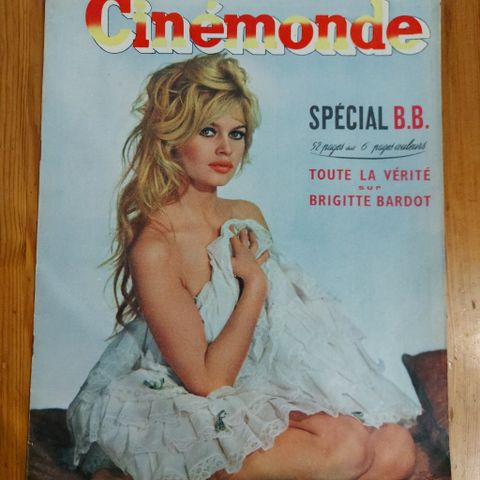 Cinémonde
SPÉCIAL B.B.
52 pages dont 6 pages couleurs
TOUTE LA VÉRITÉ
sur
BRIGITTE BARDOT